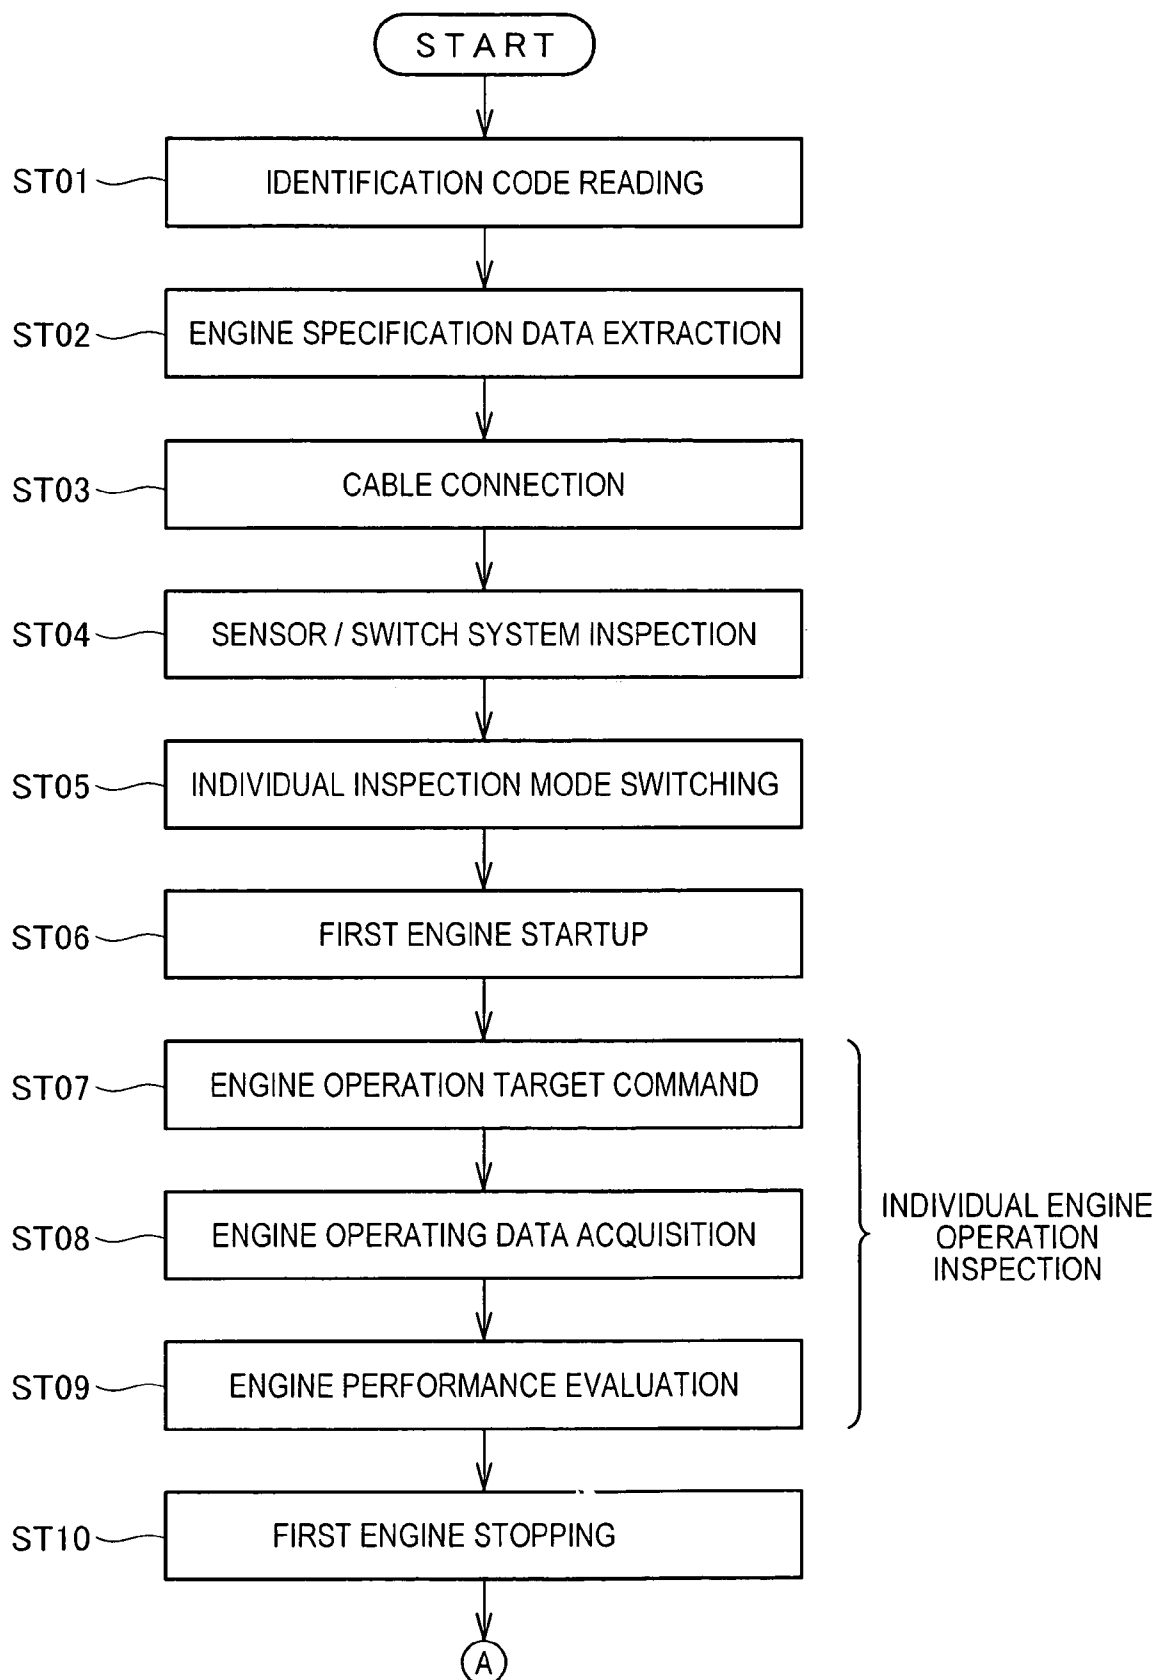 START
ST01
IDENTIFICATION CODE READING
ST02
ENGINE SPECIFICATION DATA EXTRACTION
ST03
CABLE CONNECTION
ST04
SENSOR / SWITCH SYSTEM INSPECTION
ST05
INDIVIDUAL INSPECTION MODE SWITCHING
ST06
FIRST ENGINE STARTUP
ST07
ENGINE OPERATION TARGET COMMAND
ST08
ENGINE OPERATING DATA ACQUISITION
ST09
ENGINE PERFORMANCE EVALUATION
INDIVIDUAL ENGINE
OPERATION
INSPECTION
ST10
FIRST ENGINE STOPPING
A